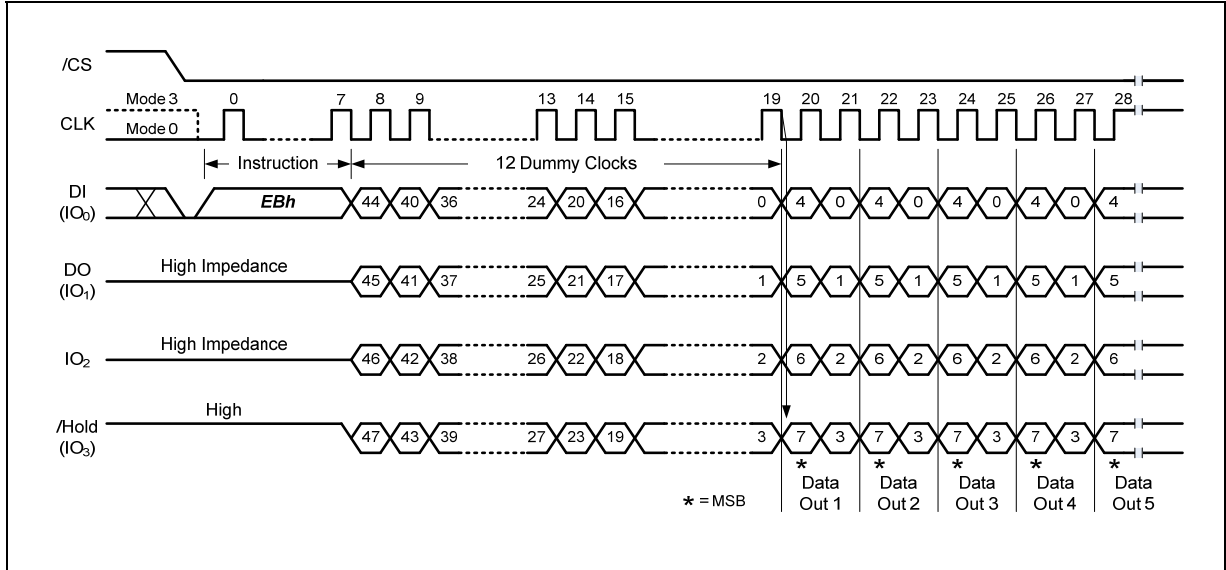 /CS
Mode 3 0 7 8 9 13 14 15 19 20 21 22 23 24 25 26 27 28
CLK
Mode 0
Instruction 12 Dummy Clocks
DI
(IO0) EBh 44 40 36 24 20 16 0 4 0 4 0 4 0 4 0 4
High Impedance
DO
(IO1) 45 41 37 25 21 17 1 5 1 5 1 5 1 5 1 5
High Impedance
IO2 46 42 38 26 22 18 2 6 2 6 2 6 2 6 2 6
High
/Hold
(IO3) 47 43 39 27 23 19 3 7 3 7 3 7 3 7 3 7
* * * * *
Data Data Data Data Data
* = MSB Out 1 Out 2 Out 3 Out 4 Out 5